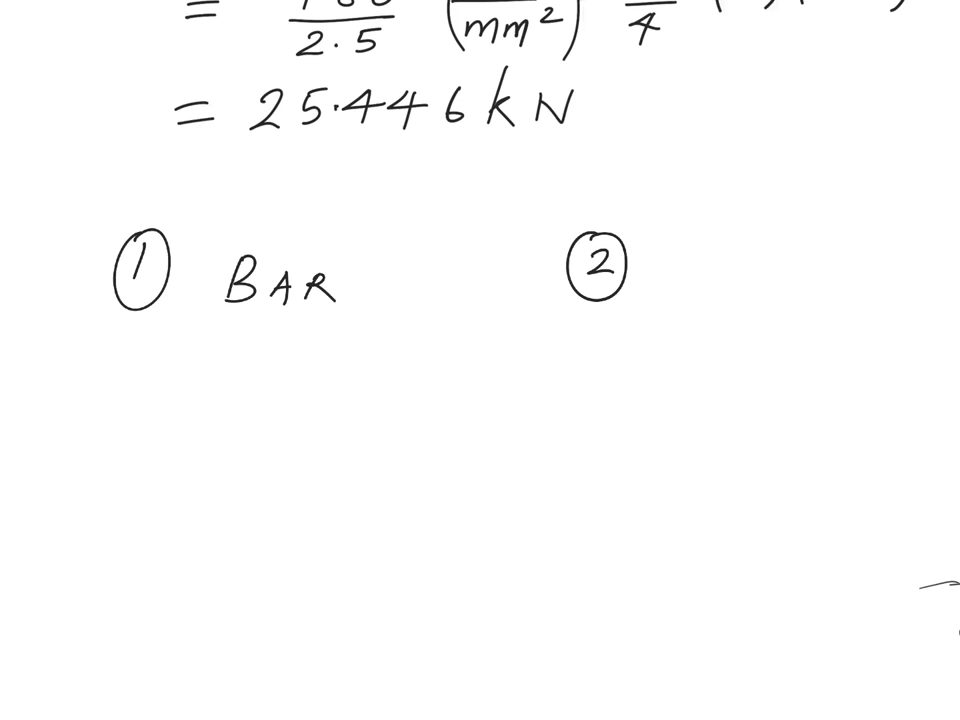 = /2.5 (/mm²) /4
= 25.446 kN
① BAR ②